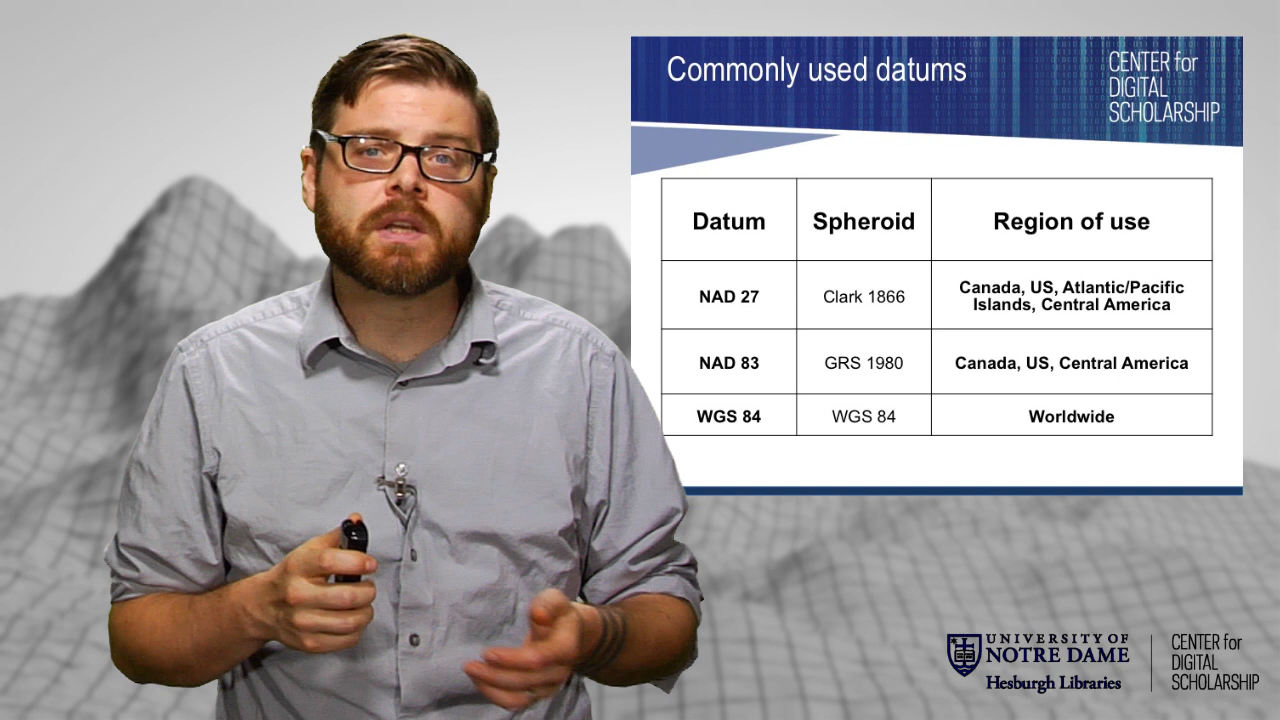 Commonly used datums
CENTER for
DIGITAL
SCHOLARSHIP
Datum Spheroid Region of use
NAD 27 Clark 1866 Canada, US, Atlantic/Pacific
Islands, Central America
NAD 83 GRS 1980 Canada, US, Central America
WGS 84 WGS 84 Worldwide
UNIVERSITY OF
NOTRE DAME
Hesburgh Libraries
CENTER for
DIGITAL
SCHOLARSHIP